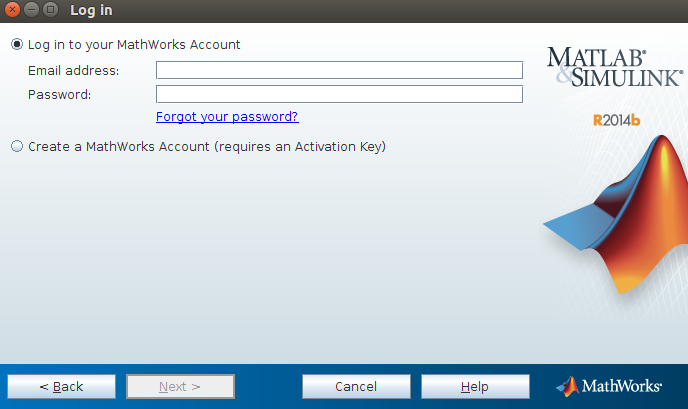 Log in
Log in to your MathWorks Account
Email address:
Password:
Forgot your password?
Create a MathWorks Account (requires an Activation Key)
MATLAB®
&SIMULINK®
R2014b
< Back
Next >
Cancel
Help
MathWorks®